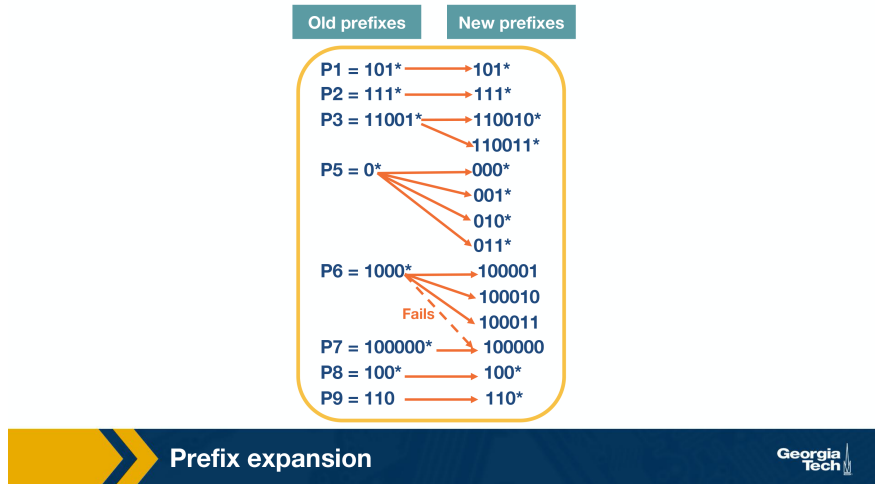 Old prefixes New prefixes
P1 = 101* 101*
P2 = 111* 111*
P3 = 11001* 110010*
110011*
P5 = 0* 000*
001*
010*
011*
P6 = 1000* 100001
100010
Fails 100011
P7 = 100000* 100000
P8 = 100* 100*
P9 = 110 110*
Prefix expansion
Georgia
Tech